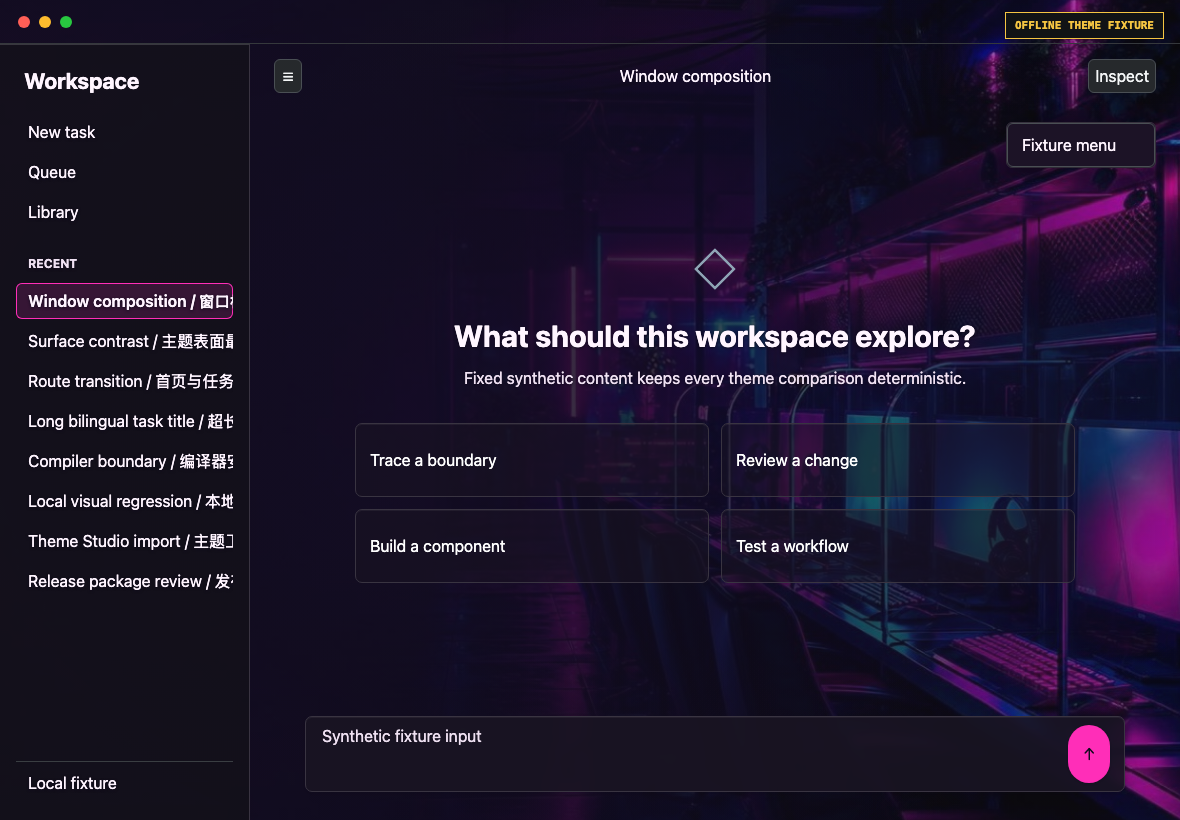 OFFLINE THEME FIXTURE
Workspace
New task
Queue
Library
RECENT
Window composition / 窗口
Surface contrast / 主题表面
Route transition / 首页与任务
Long bilingual task title / 超长
Compiler boundary / 编译器
Local visual regression / 本地
Theme Studio import / 主题
Release package review / 发
Local fixture
Window composition
Inspect
Fixture menu
What should this workspace explore?
Fixed synthetic content keeps every theme comparison deterministic.
Trace a boundary
Review a change
Build a component
Test a workflow
Synthetic fixture input